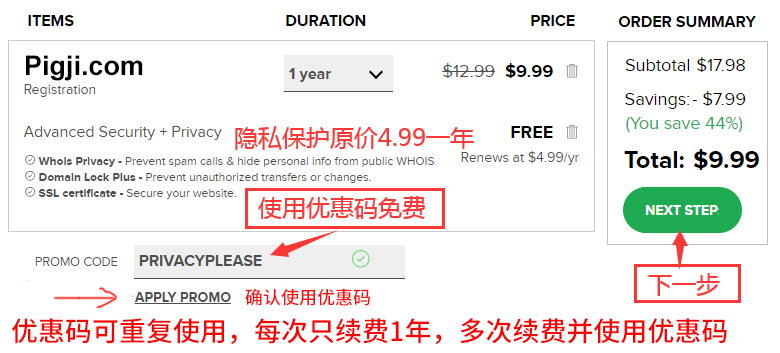 ITEMS DURATION PRICE ORDER SUMMARY
Pigji.com 1 year $12.99 $9.99
Registration
Subtotal $17.98
Savings: - $7.99
(You save 44%)
Advanced Security + Privacy 隐私保护原价4.99一年 FREE
Renews at $4.99/yr
Total: $9.99
Whois Privacy - Prevent spam calls & hide personal info from public WHOIS
Domain Lock Plus - Prevent unauthorized transfers or changes.
SSL certificate - Secure your website.
使用优惠码免费
NEXT STEP
PROMO CODE PRIVACYPLEASE
下一步
APPLY PROMO 确认使用优惠码
优惠码可重复使用，每次只续费1年，多次续费并使用优惠码